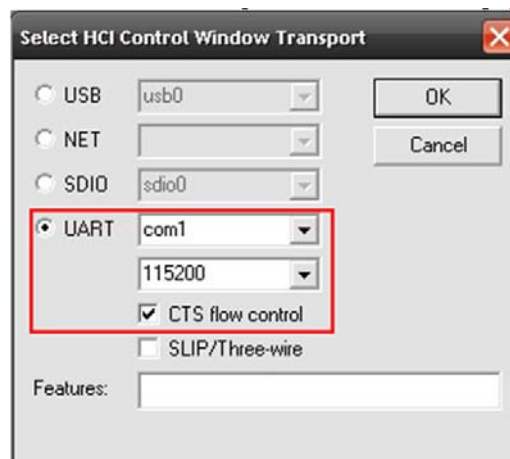 Select HCI Control Window Transport
USB usb0 OK
NET Cancel
SDIO sdio0
UART com1
115200
CTS flow control
SLIP/Three-wire
Features: